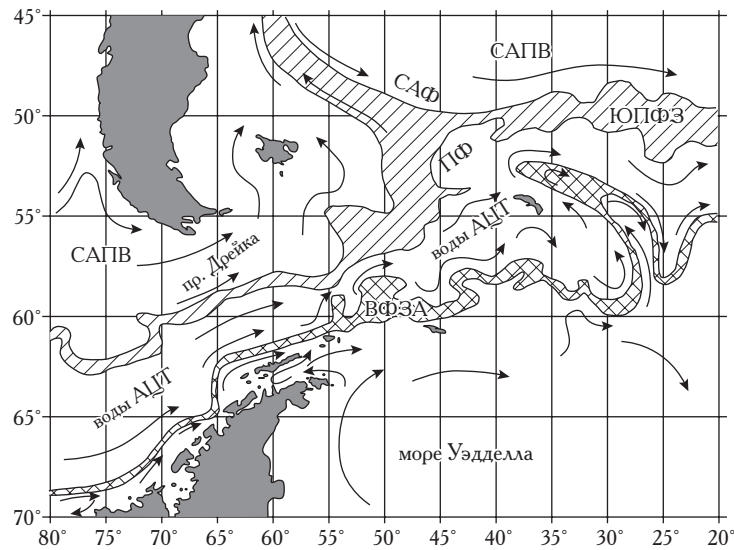 45°
САПВ
САФ
50°
ЮПФЗ
ПФ
55°
воды АЦТ
САПВ
пр. Дрейка
60°
ВФЗА
воды АЦТ
65°
море Уэдделла
70°
80° 75° 70° 65° 60° 55° 50° 45° 40° 35° 30° 25° 20°